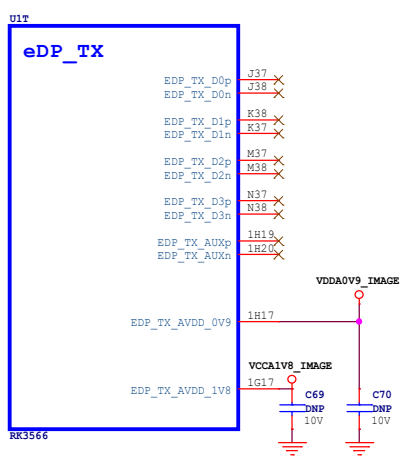 U1T
eDP_TX
EDP_TX_D0p J37
EDP_TX_D0n J38
EDP_TX_D1p K38
EDP_TX_D1n K37
EDP_TX_D2p M37
EDP_TX_D2n M38
EDP_TX_D3p N37
EDP_TX_D3n N38
EDP_TX_AUXp 1H19
EDP_TX_AUXn 1H20
VDDA0V9_IMAGE
EDP_TX_AVDD_0V9 1H17
VCCA1V8_IMAGE
EDP_TX_AVDD_1V8 1G17
C69 C70
DNP DNP
10V 10V
RK3566